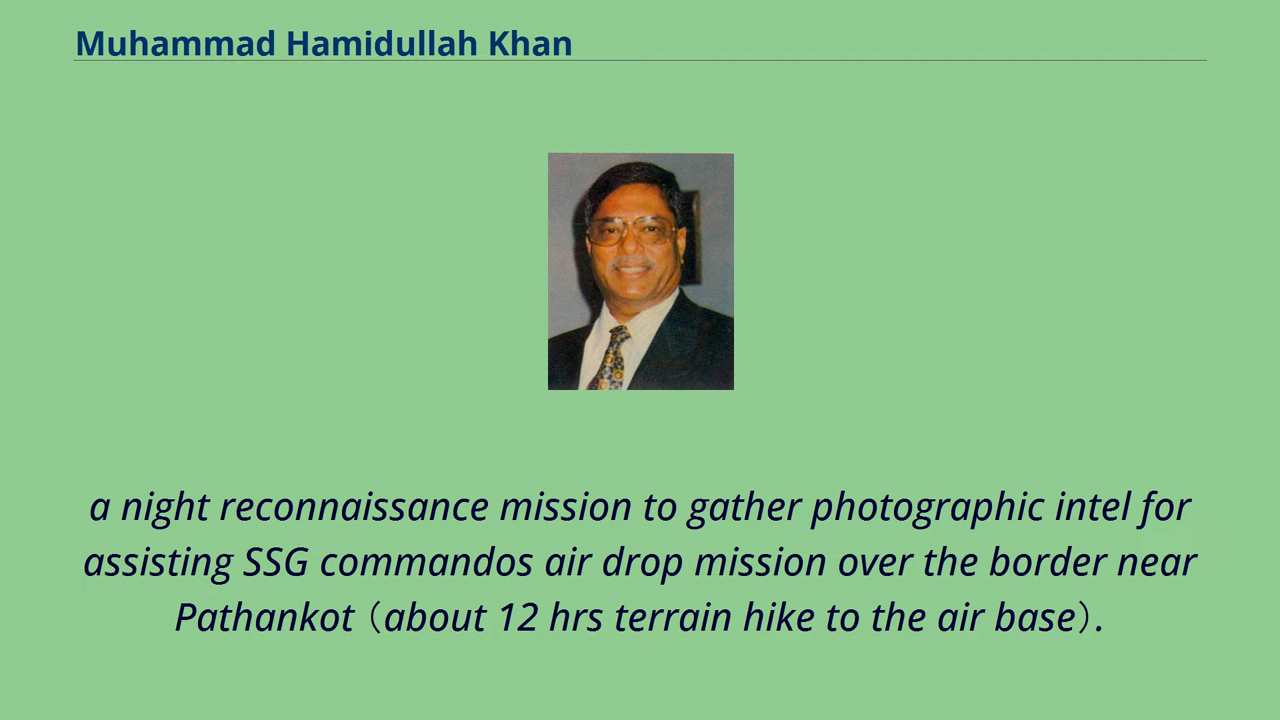 Muhammad Hamidullah Khan
a night reconnaissance mission to gather photographic intel for
assisting SSG commandos air drop mission over the border near
Pathankot（about 12 hrs terrain hike to the air base）.